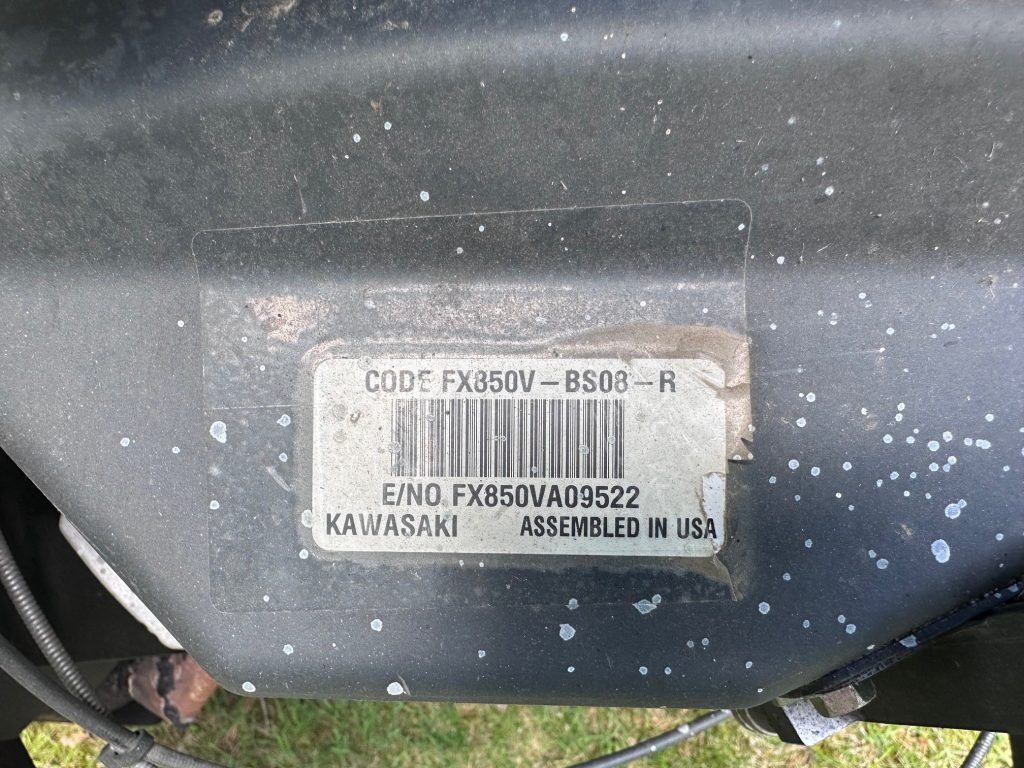 CODE FX850V-BS08-R
E/NO FX850VA09522
KAWASAKI ASSEMBLED IN USA